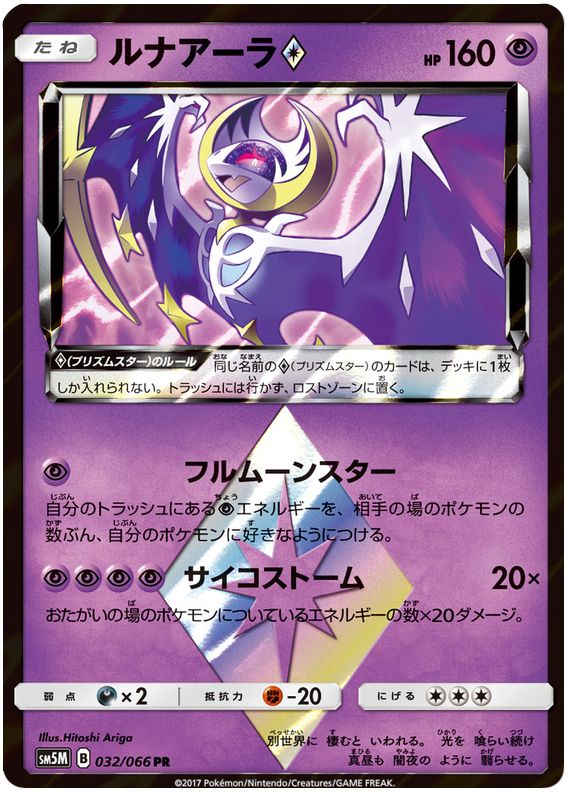 たね ルナアーラ HP 160
(プリズムスター)のルール 同じ名前の(プリズムスター)のカードは、デッキに1枚
しか入れられない。トラッシュには行かず、ロストゾーンに置く。
フルムーンスター
自分のトラッシュにあるエネルギーを、相手の場のポケモンの
数ぶん、自分のポケモンに好きなようにつける。
サイコストーム 20×
おたがいの場のポケモンについているエネルギーの数×20ダメージ。
弱点 ×2 抵抗力 -20 にげる
Illus.Hitoshi Ariga
SM5M B 032/066 PR
別世界に 棲むと いわれる。光を 喰らい続け
真昼も 闇夜の ように 翳らせる。
©2017 Pokémon/Nintendo/Creatures/GAME FREAK.